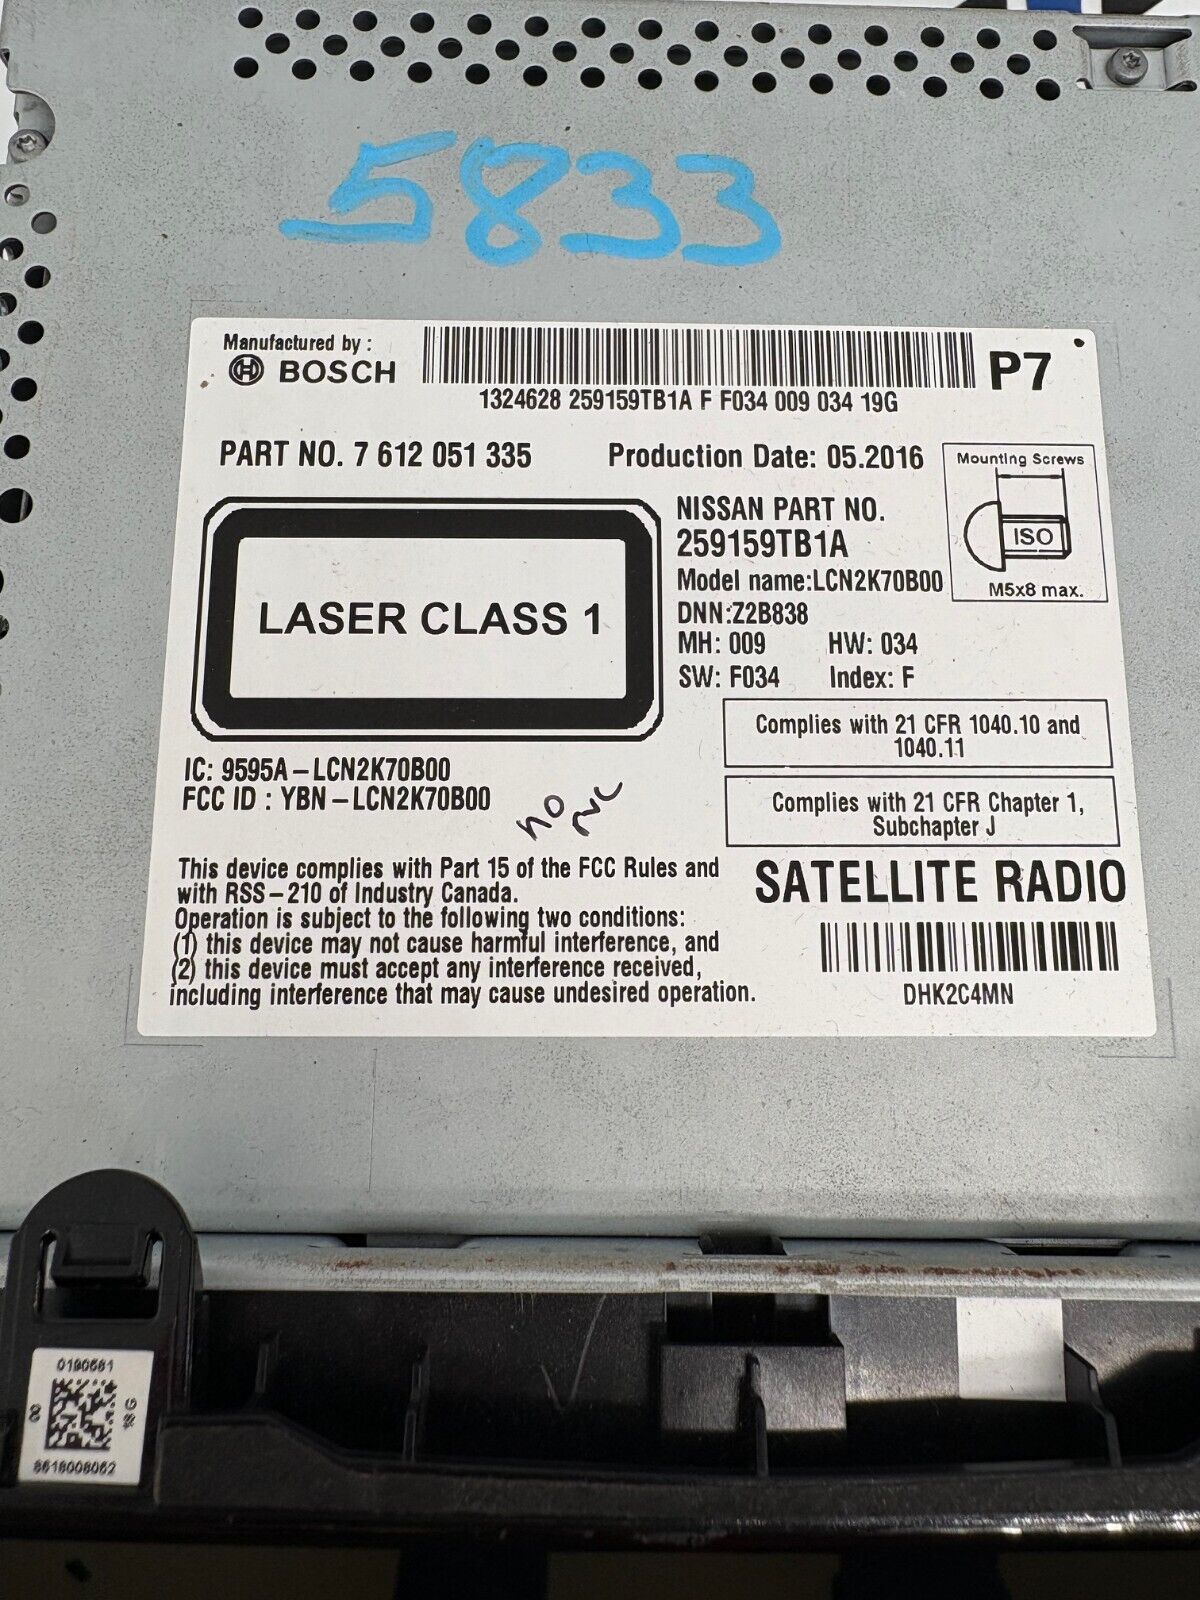 5833
Manufactured by :
BOSCH
1324628 259159TB1A F F034 009 034 19G
P7
PART NO. 7 612 051 335
Production Date: 05.2016
Mounting Screws
ISO
M5x8 max.
NISSAN PART NO.
259159TB1A
Model name:LCN2K70B00
DNN:Z2B838
MH: 009 HW: 034
SW: F034 Index: F
LASER CLASS 1
Complies with 21 CFR 1040.10 and
1040.11
IC: 9595A-LCN2K70B00
FCC ID : YBN-LCN2K70B00
Complies with 21 CFR Chapter 1,
Subchapter J
NO
This device complies with Part 15 of the FCC Rules and
with RSS-210 of Industry Canada.
Operation is subject to the following two conditions:
(1) this device may not cause harmful interference, and
(2) this device must accept any interference received,
including interference that may cause undesired operation.
SATELLITE RADIO
DHK2C4MN
0190581
00
18G
8618008062